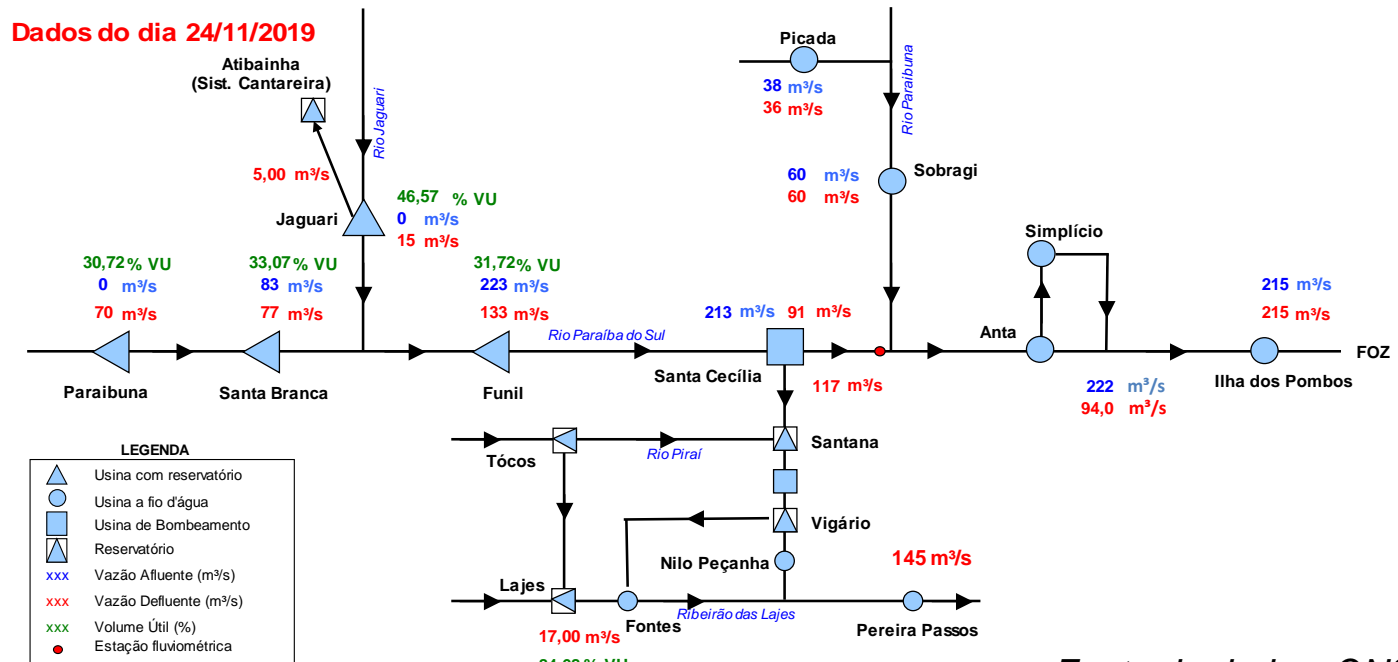 Dados do dia 24/11/2019
Atibainha
(Sist. Cantareira)
Rio Jaguari
5,00 m³/s
Jaguari
46,57 % VU
0 m³/s
15 m³/s
Picada
38 m³/s
36 m³/s
Rio Paraibuna
60 m³/s
60 m³/s
Sobragi
Simplício
30,72 % VU
0 m³/s
70 m³/s
33,07 % VU
83 m³/s
77 m³/s
31,72 % VU
223 m³/s
133 m³/s
Rio Paraíba do Sul
213 m³/s 91 m³/s
Anta
215 m³/s
215 m³/s
FOZ
Paraibuna
Santa Branca
Funil
Santa Cecília
117 m³/s
222 m³/s
94,0 m³/s
Ilha dos Pombos
Tócos
Rio Piraí
Santana
Vigário
Nilo Peçanha
145 m³/s
Lajes
Fontes
Ribeirão das Lajes
Pereira Passos
17,00 m³/s
LEGENDA
Usina com reservatório
Usina a fio d'água
Usina de Bombeamento
Reservatório
xxx Vazão Afluente (m³/s)
xxx Vazão Defluente (m³/s)
xxx Volume Útil (%)
Estação fluviométrica